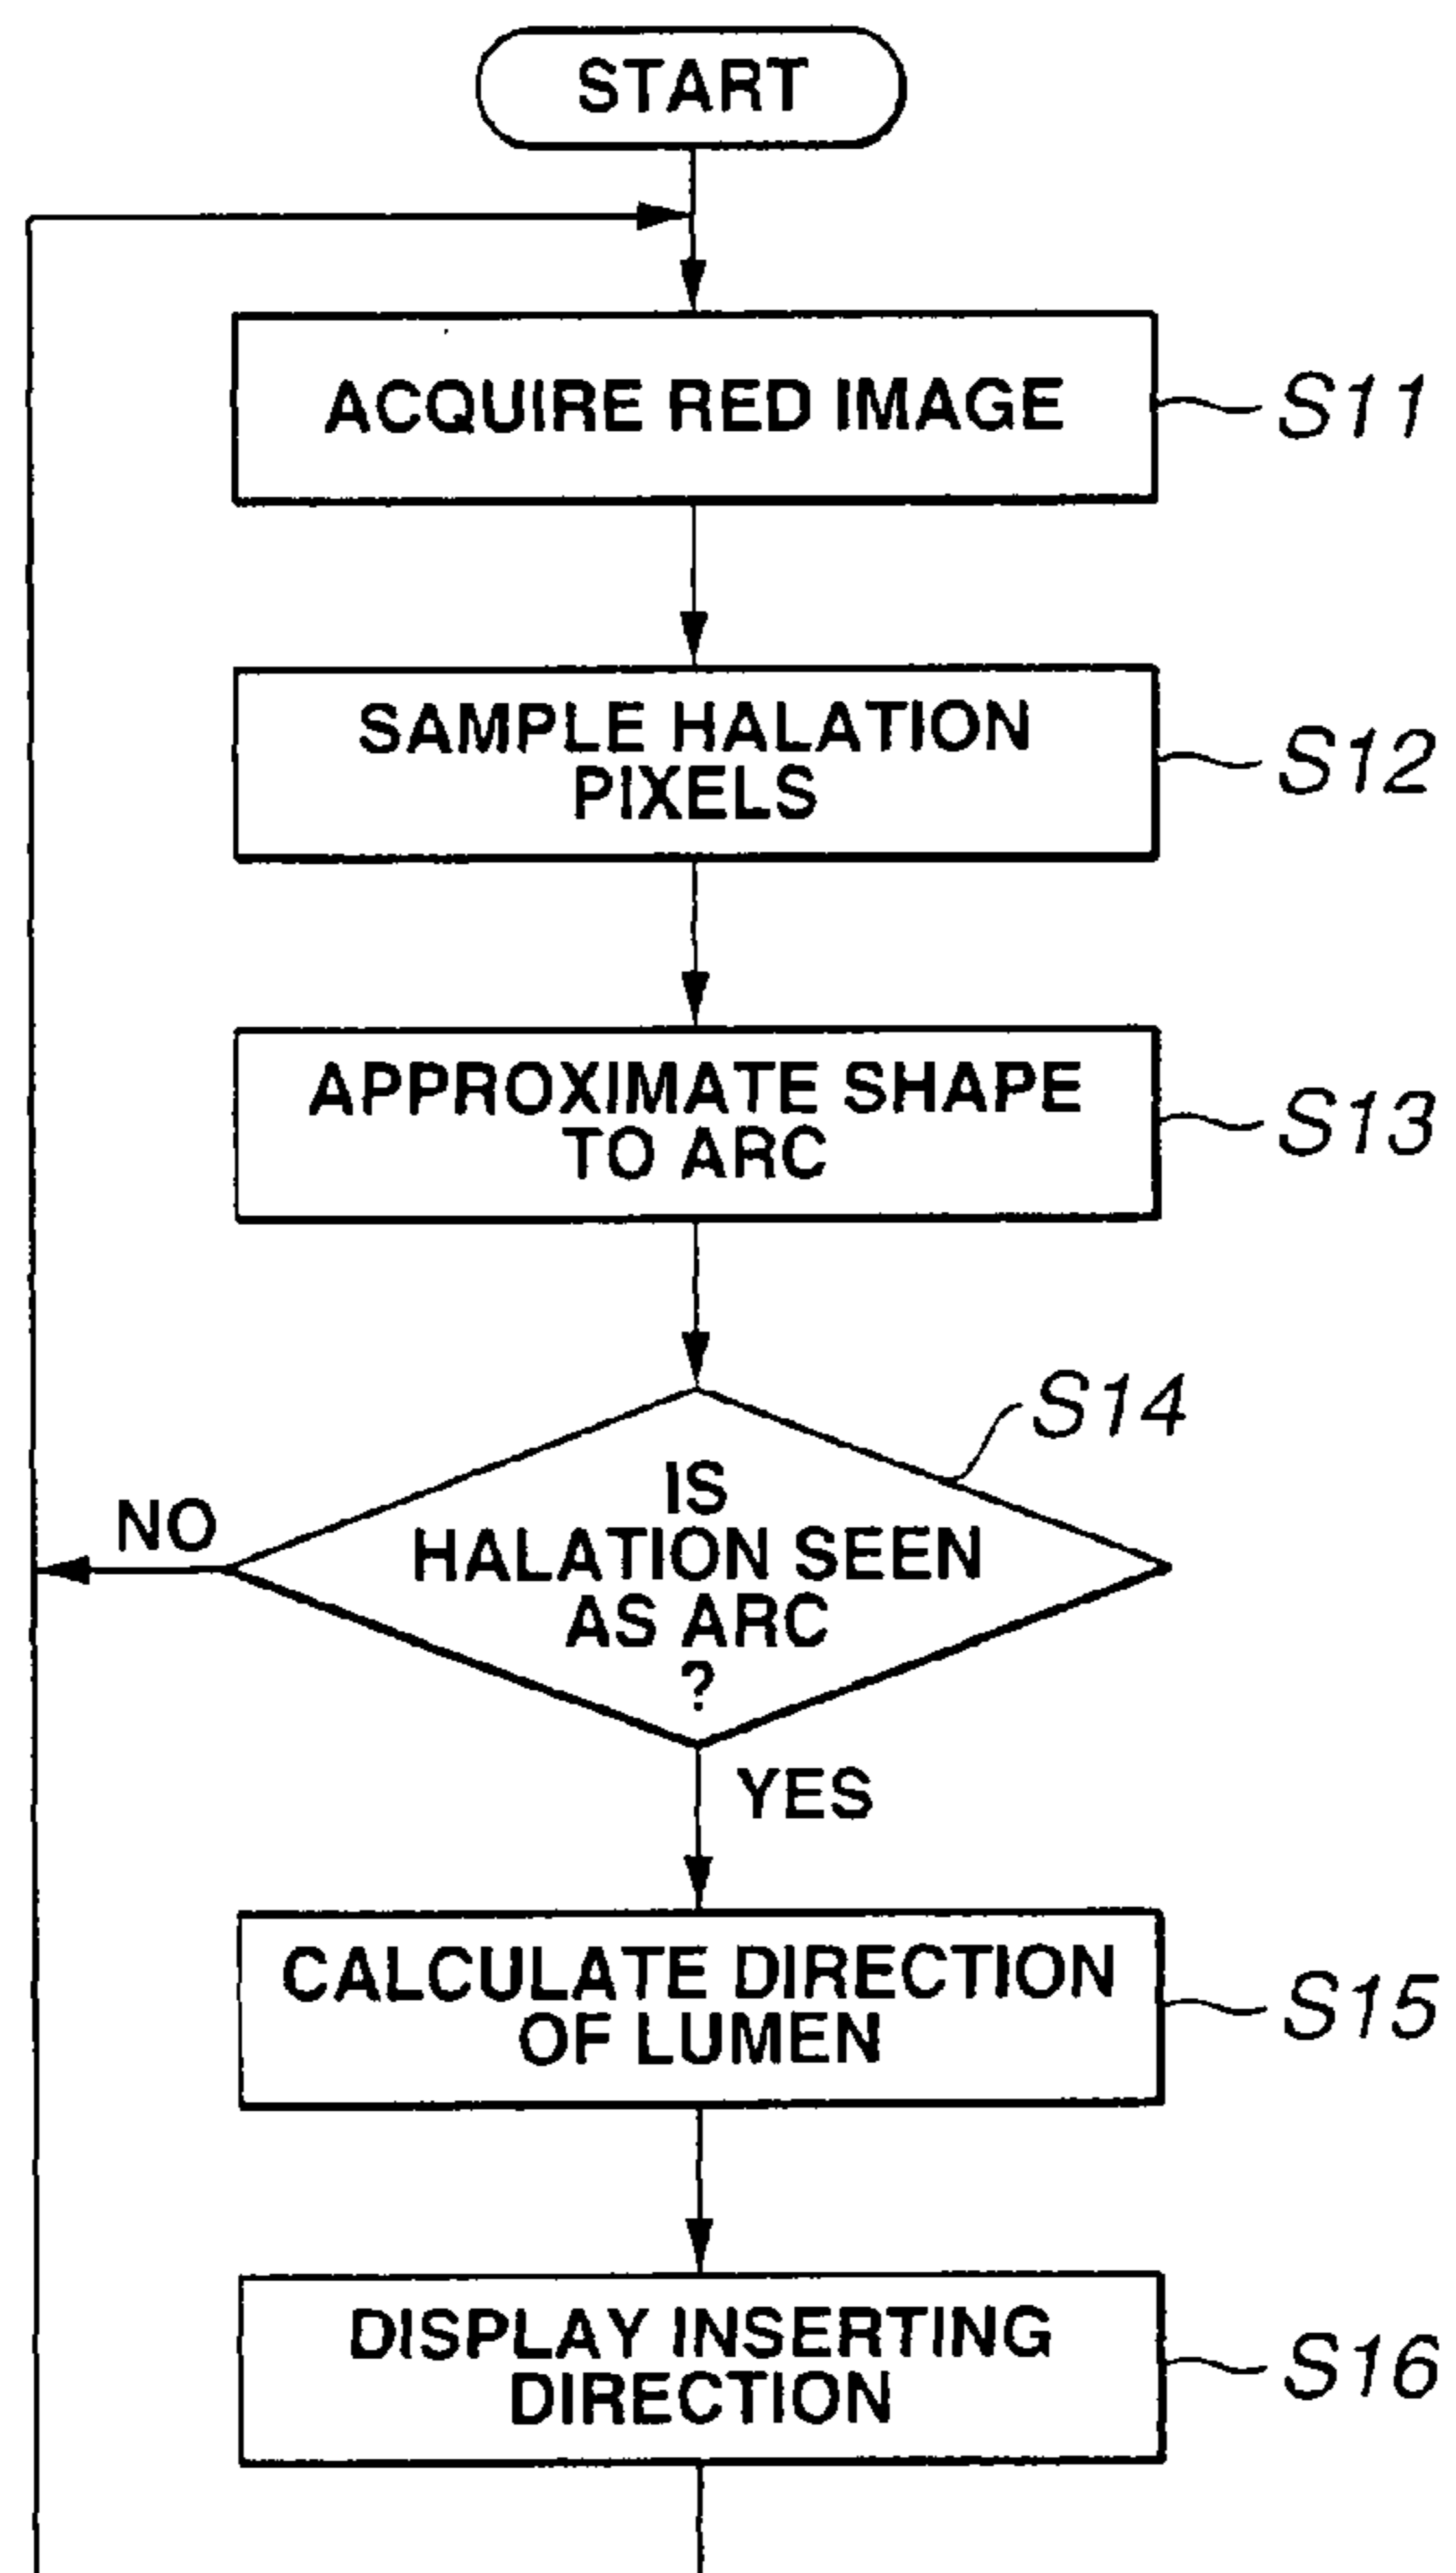 START
ACQUIRE RED IMAGE
S11
SAMPLE HALATION
PIXELS
S12
APPROXIMATE SHAPE
TO ARC
S13
S14
IS
HALATION SEEN
AS ARC
?
NO
YES
CALCULATE DIRECTION
OF LUMEN
S15
DISPLAY INSERTING
DIRECTION
S16